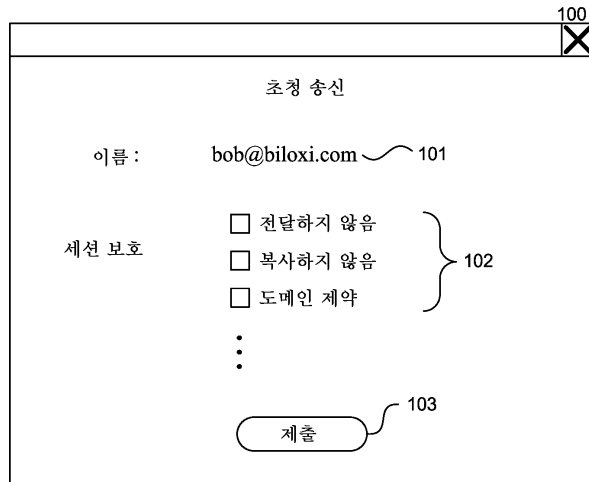 100
초청 송신
이름 : bob@biloxi.com 101
전달하지 않음
세션 보호 복사하지 않음 102
도메인 제약
제출 103